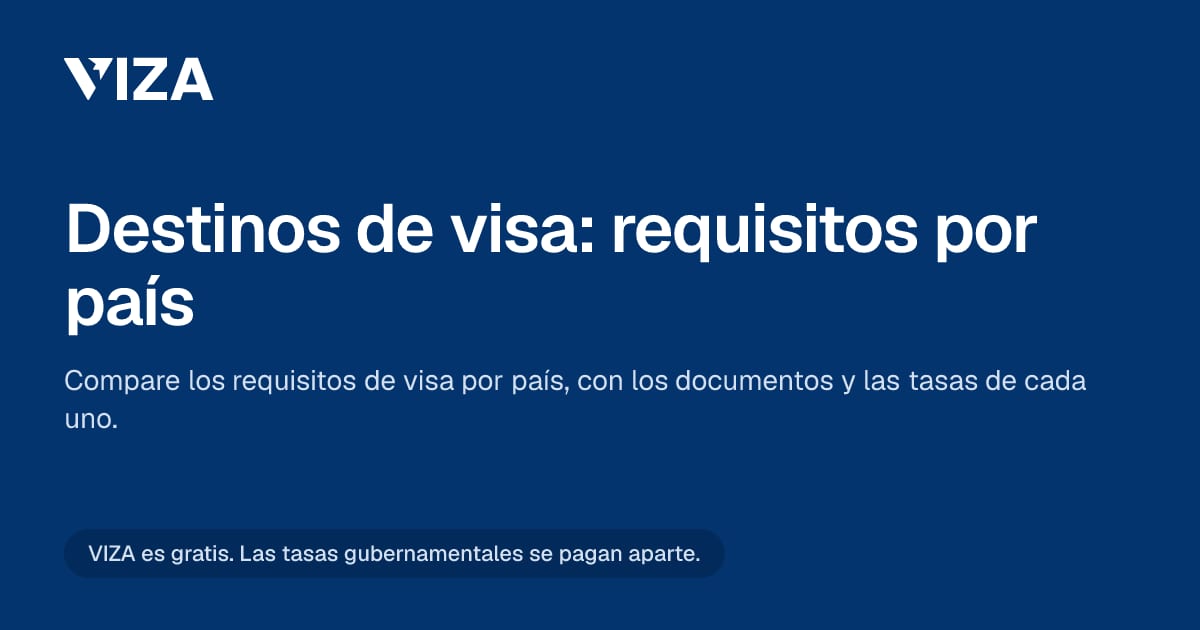 VIZA
Destinos de visa: requisitos por
país
Compare los requisitos de visa por país, con los documentos y las tasas de cada
uno.
VIZA es gratis. Las tasas gubernamentales se pagan aparte.